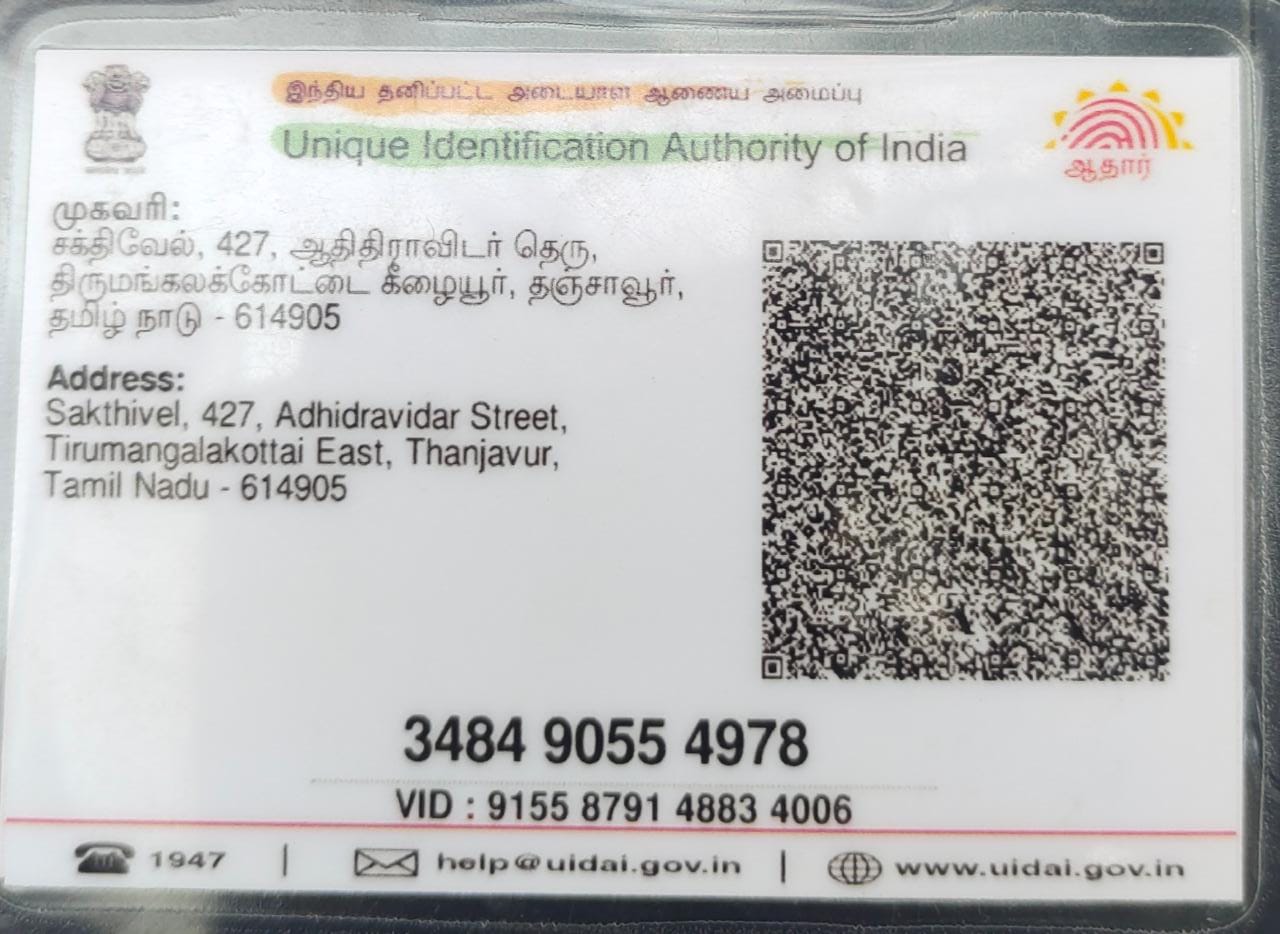 இந்திய தனிப்பட்ட அடையாள ஆணைய அமைப்பு
Unique Identification Authority of India
ஆதார்
முகவரி:
சக்திவேல், 427, ஆதிதிராவிடர் தெரு,
திருமங்கலக்கோட்டை கீழையூர், தஞ்சாவூர்,
தமிழ் நாடு - 614905
Address:
Sakthivel, 427, Adhidravidar Street,
Tirumangalakottai East, Thanjavur,
Tamil Nadu - 614905
3484 9055 4978
VID : 9155 8791 4883 4006
1947 | help@uidai.gov.in | www.uidai.gov.in